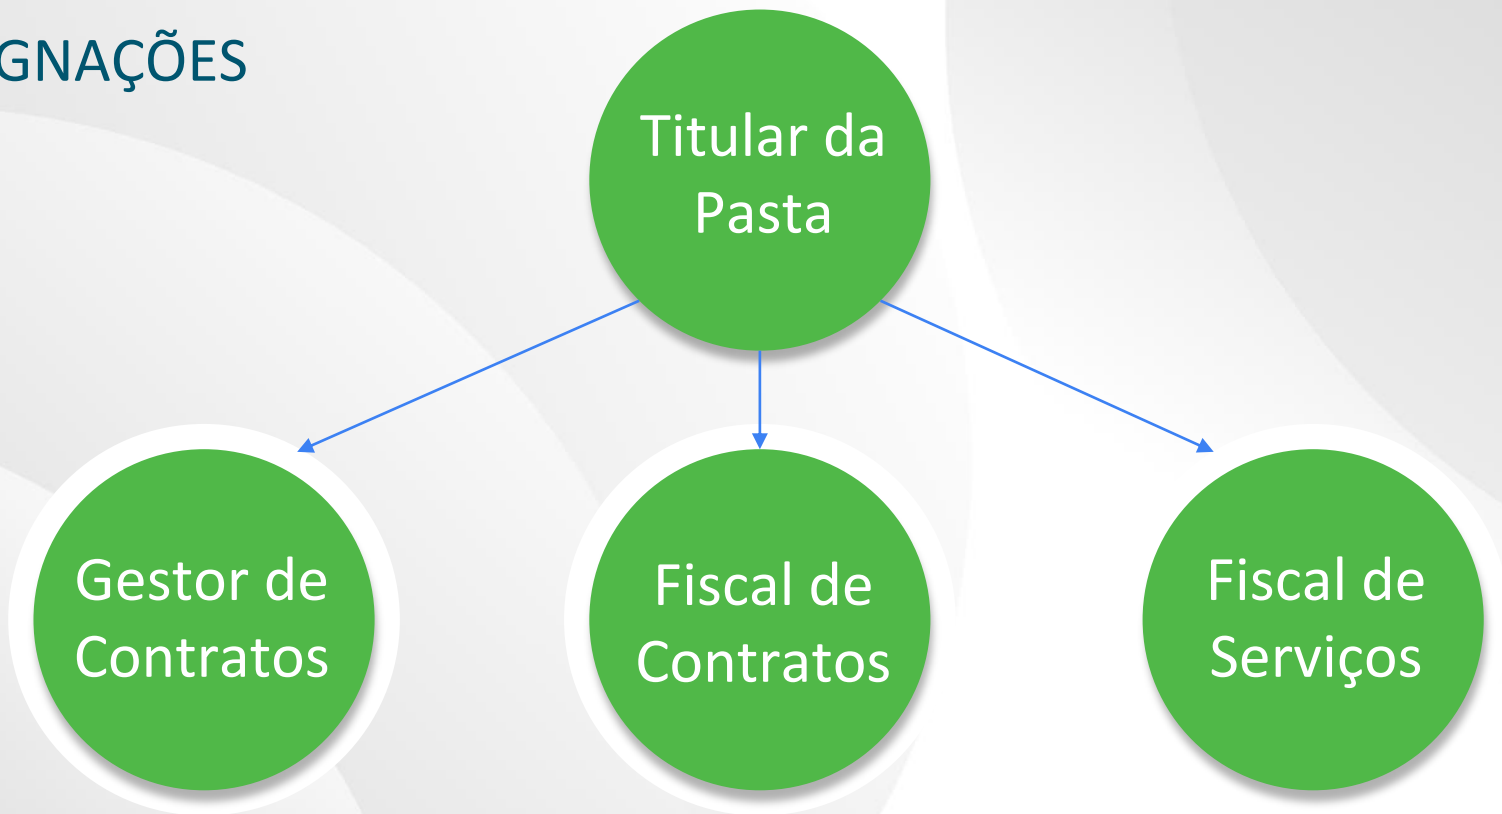 GNAÇÕES
Titular da
Pasta
Gestor de
Contratos
Fiscal de
Contratos
Fiscal de
Serviços